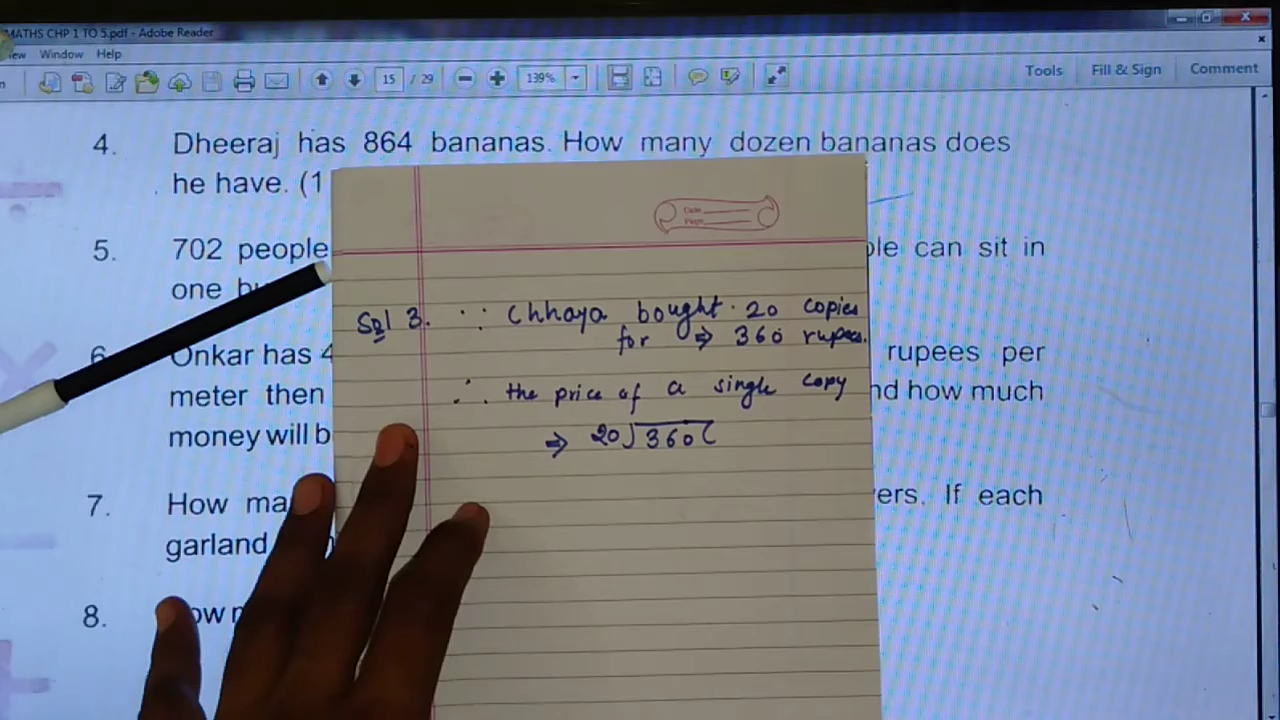 MATHS CHP 1 TO 5.pdf - Adobe Reader
Window Help
15 / 29 139% Tools Fill & Sign Comment
4. Dheeraj has 864 bananas. How many dozen bananas does
he have. (1
5. 702 people can sit in
one
6. Onkar has 4 rupees per
meter then nd how much
money will b
7. How ma ers. If each
garland
8.
Date
Page
Sol 3. ∵ Chhaya bought 20 copies
for ⇒ 360 rupees.
∴ the price of a single copy
⇒ 20)360(